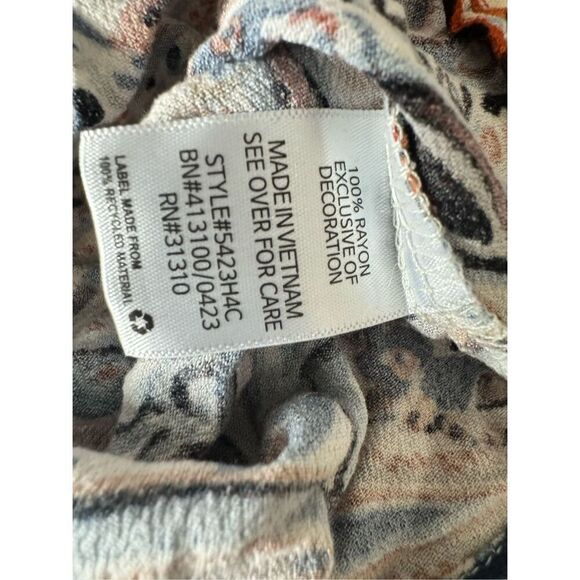 100% RAYON
EXCLUSIVE OF
DECORATION
MADE IN VIETNAM
SEE OVER FOR CARE
STYLE#5423H4C
BN#413100/0423
RN#31310
LABEL MADE FROM
100% RECYCLED MATERIAL